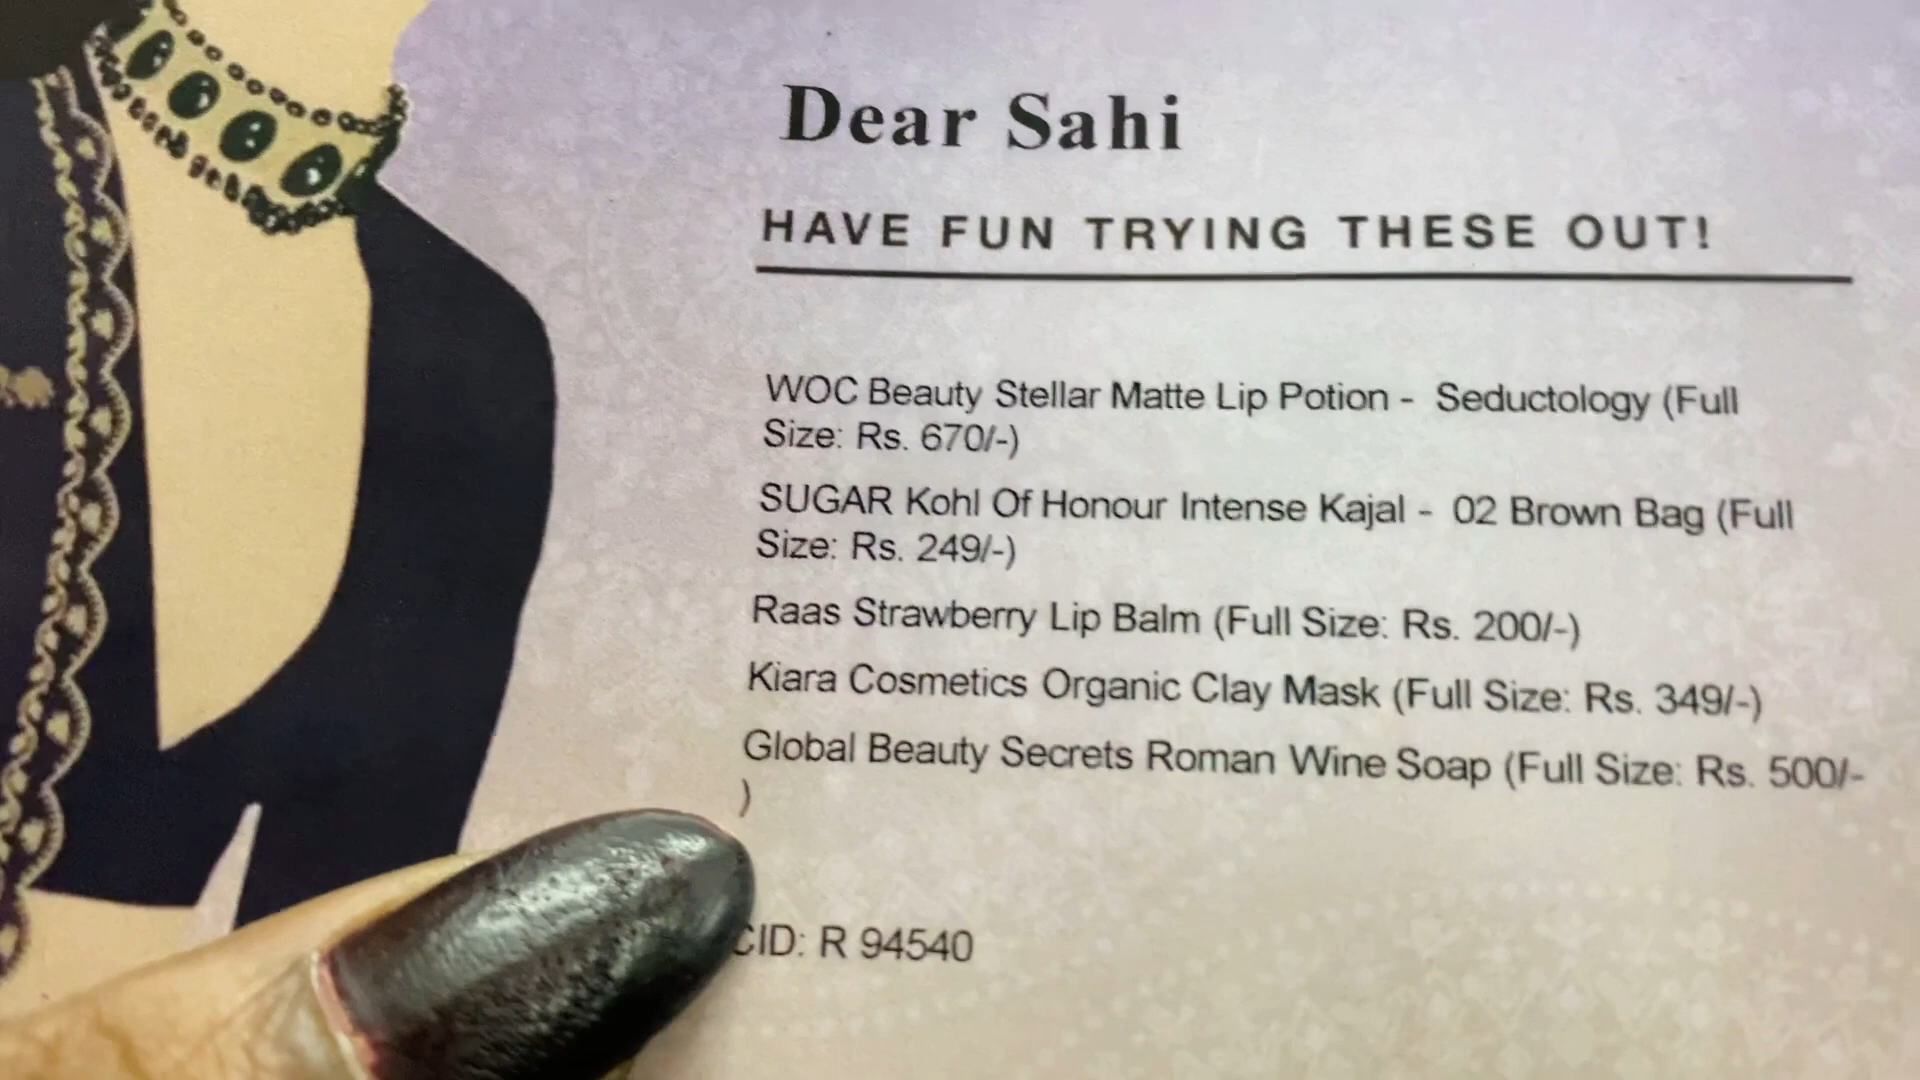 Dear Sahi
HAVE FUN TRYING THESE OUT!
WOC Beauty Stellar Matte Lip Potion - Seductology (Full
Size: Rs. 670/-)
SUGAR Kohl Of Honour Intense Kajal - 02 Brown Bag (Full
Size: Rs. 249/-)
Raas Strawberry Lip Balm (Full Size: Rs. 200/-)
Kiara Cosmetics Organic Clay Mask (Full Size: Rs. 349/-)
Global Beauty Secrets Roman Wine Soap (Full Size: Rs. 500/-
)
CID: R 94540